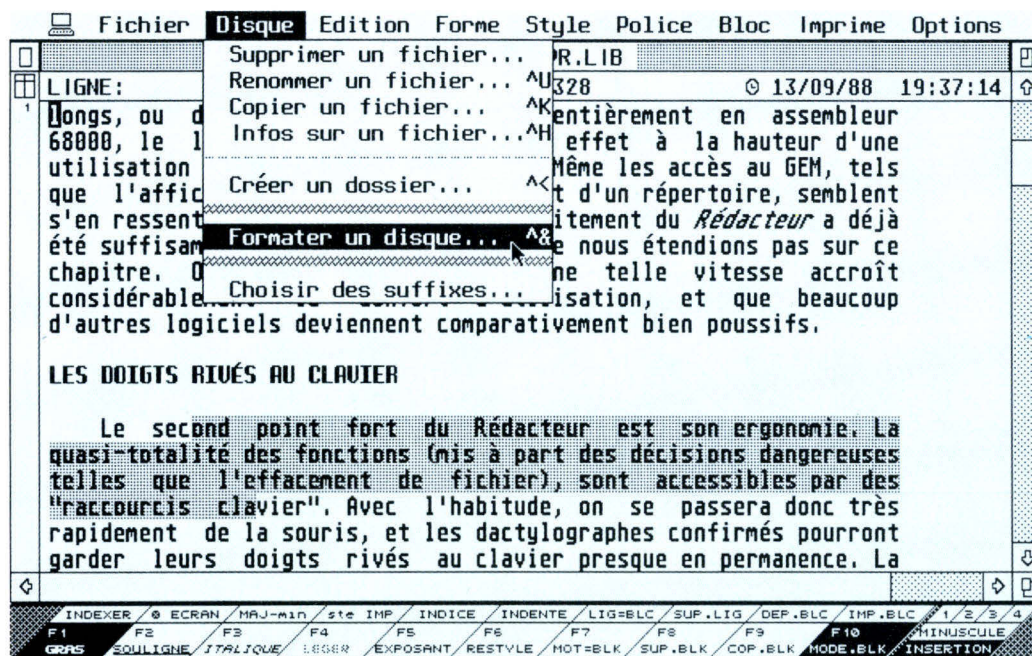 Fichier Disque Edition Forme Style Police Bloc Imprime Options
PR.LIB
LIGNE: 328 13/09/88 19:37:14
Supprimer un fichier...
Renommer un fichier... ^U
Copier un fichier... ^K
Infos sur un fichier... ^H
Créer un dossier... ^<
Formater un disque... ^&
Choisir des suffixes...
1
longs, ou d entièrement en assembleur
68000, le l effet à la hauteur d'une
utilisation Même les accès au GEM, tels
que l'affic t d'un répertoire, semblent
s'en ressent itement du Rédacteur a déjà
été suffisam e nous étendions pas sur ce
chapitre. O ne telle vitesse accroît
considérable isation, et que beaucoup
d'autres logiciels deviennent comparativement bien poussifs.
LES DOIGTS RIVÉS AU CLAVIER
Le second point fort du Rédacteur est son ergonomie. La
quasi-totalité des fonctions (mis à part des décisions dangereuses
telles que l'effacement de fichier), sont accessibles par des
"raccourcis clavier". Avec l'habitude, on se passera donc très
rapidement de la souris, et les dactylographes confirmés pourront
garder leurs doigts rivés au clavier presque en permanence. La
INDEXER @ ECRAN MAJ-min ste IMP INDICE INDENTE LIG=BLC SUP.LIG DEP.BLC IMP.BLC 1 2 3 4
F1 F2 F3 F4 F5 F6 F7 F8 F9 F10 MINUSCULE
GRAS SOULIGNE ITALIQUE LEGER EXPOSANT RESTYLE MOT=BLK SUP.BLK COP.BLK MODE.BLK INSERTION